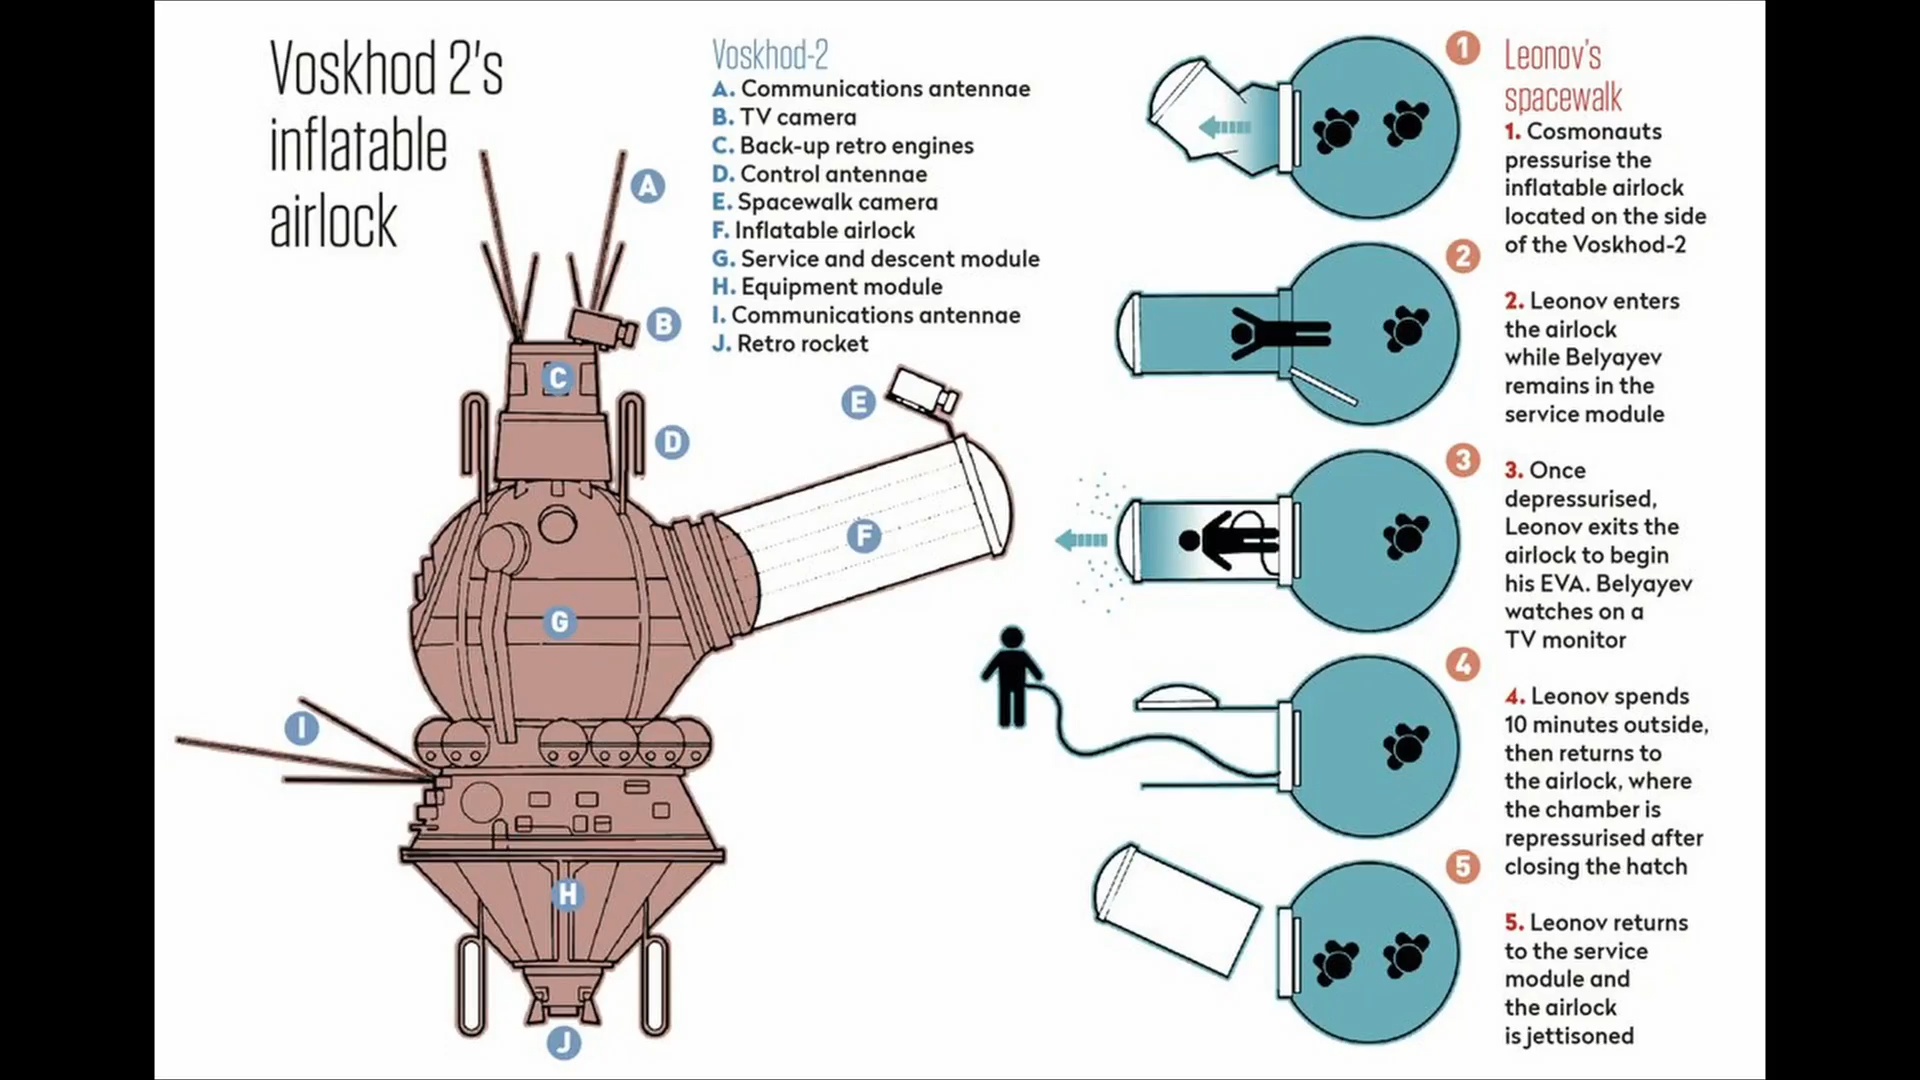 Voskhod 2's
inflatable
airlock
Voskhod-2
A. Communications antennae
B. TV camera
C. Back-up retro engines
D. Control antennae
E. Spacewalk camera
F. Inflatable airlock
G. Service and descent module
H. Equipment module
I. Communications antennae
J. Retro rocket
A
B
C
D
E
F
G
I
H
J
1
2
3
4
5
Leonov's
spacewalk
1. Cosmonauts
pressurise the
inflatable airlock
located on the side
of the Voskhod-2
2. Leonov enters
the airlock
while Belyayev
remains in the
service module
3. Once
depressurised,
Leonov exits the
airlock to begin
his EVA. Belyayev
watches on a
TV monitor
4. Leonov spends
10 minutes outside,
then returns to
the airlock, where
the chamber is
repressurised after
closing the hatch
5. Leonov returns
to the service
module and
the airlock
is jettisoned